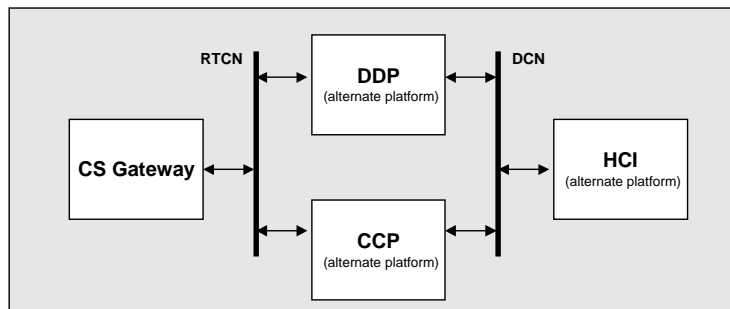 RTCN
DDP
(alternate platform)
DCN
CS Gateway
HCI
(alternate platform)
CCP
(alternate platform)